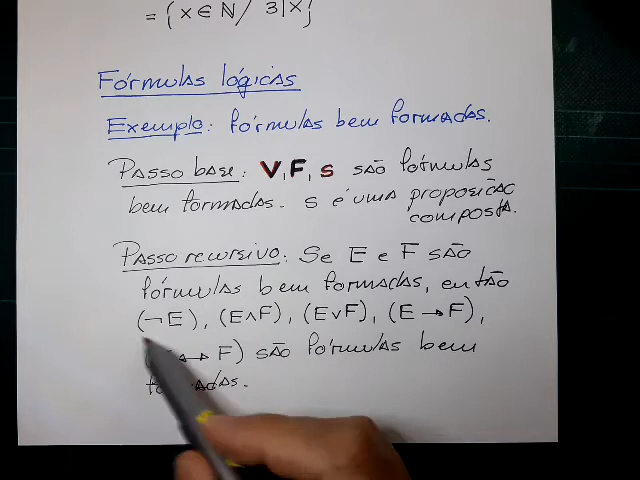 = {x ∈ N / 3|x}
Fórmulas lógicas
Exemplo: fórmulas bem formadas.
Passo base: V, F, s são fórmulas
bem formadas. s é uma proposição
composta.
Passo recursivo: Se E e F são
fórmulas bem formadas, então
(¬E), (E∧F), (E∨F), (E → F),
↔ F) são fórmulas bem